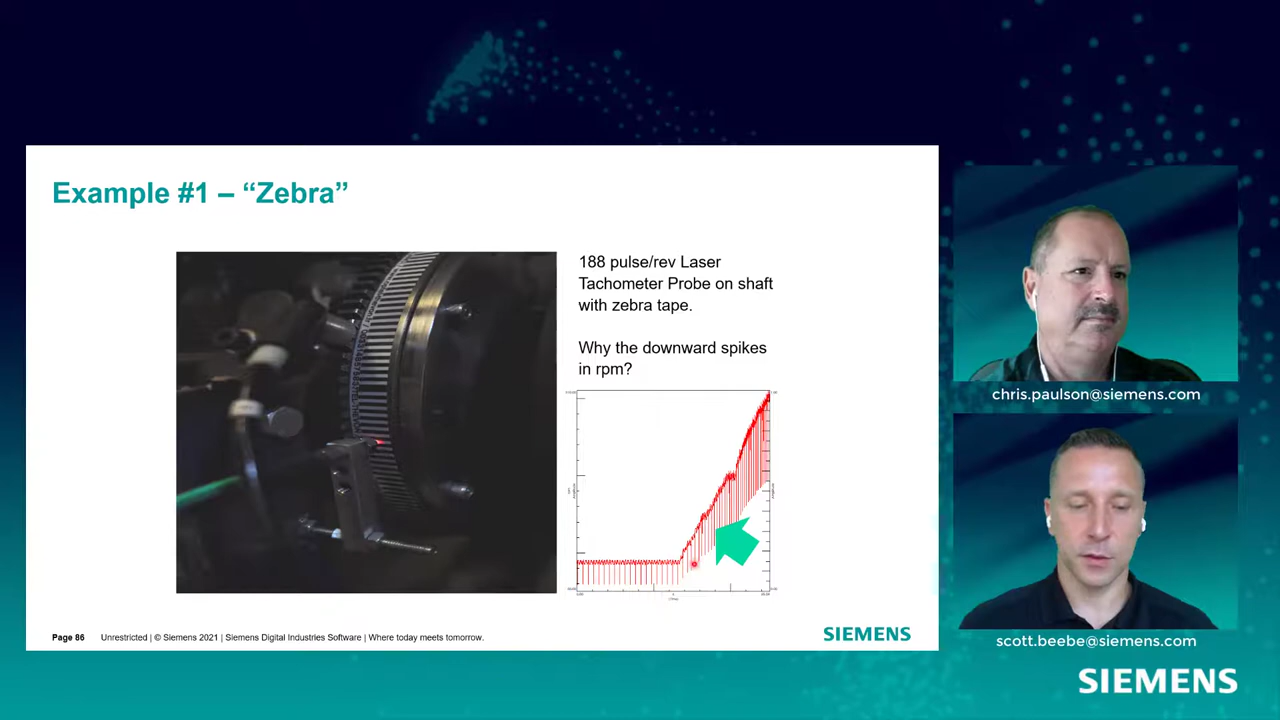 Example #1 – “Zebra”
188 pulse/rev Laser
Tachometer Probe on shaft
with zebra tape.
Why the downward spikes
in rpm?
Page 86 Unrestricted | © Siemens 2021 | Siemens Digital Industries Software | Where today meets tomorrow.
SIEMENS
chris.paulson@siemens.com
scott.beebe@siemens.com
SIEMENS